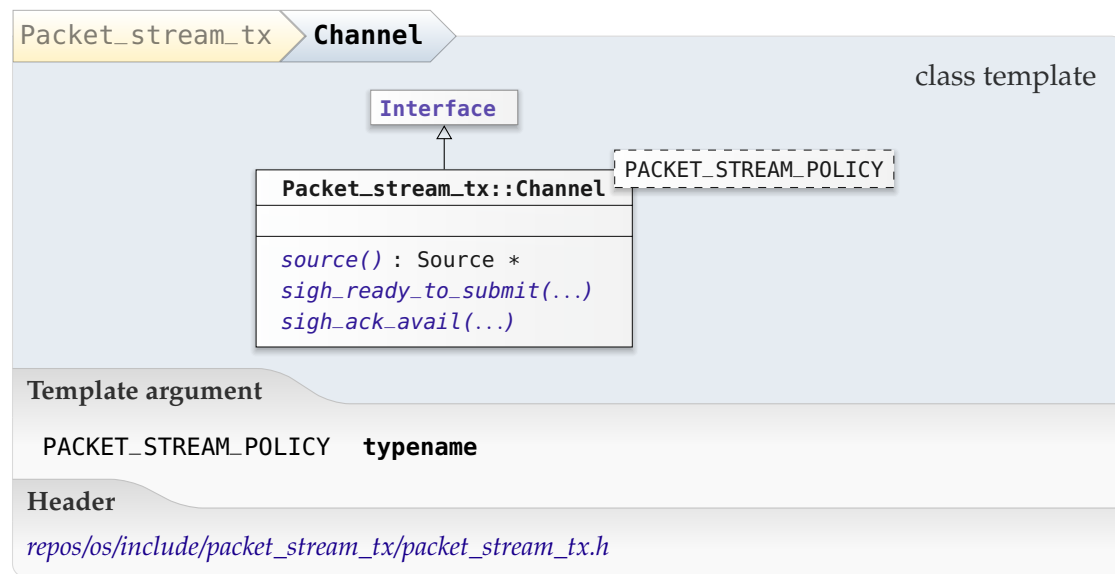 Packet_stream_tx Channel
class template
Interface
PACKET_STREAM_POLICY
Packet_stream_tx::Channel
source() : Source *
sigh_ready_to_submit(...)
sigh_ack_avail(...)
Template argument
PACKET_STREAM_POLICY typename
Header
repos/os/include/packet_stream_tx/packet_stream_tx.h